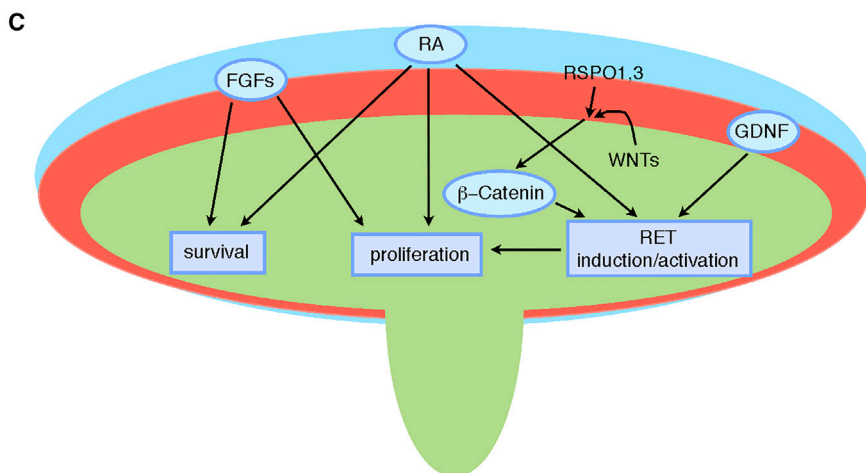 C
RA
FGFs
RSPO1,3
GDNF
WNTs
β–Catenin
survival
proliferation
RET
induction/activation